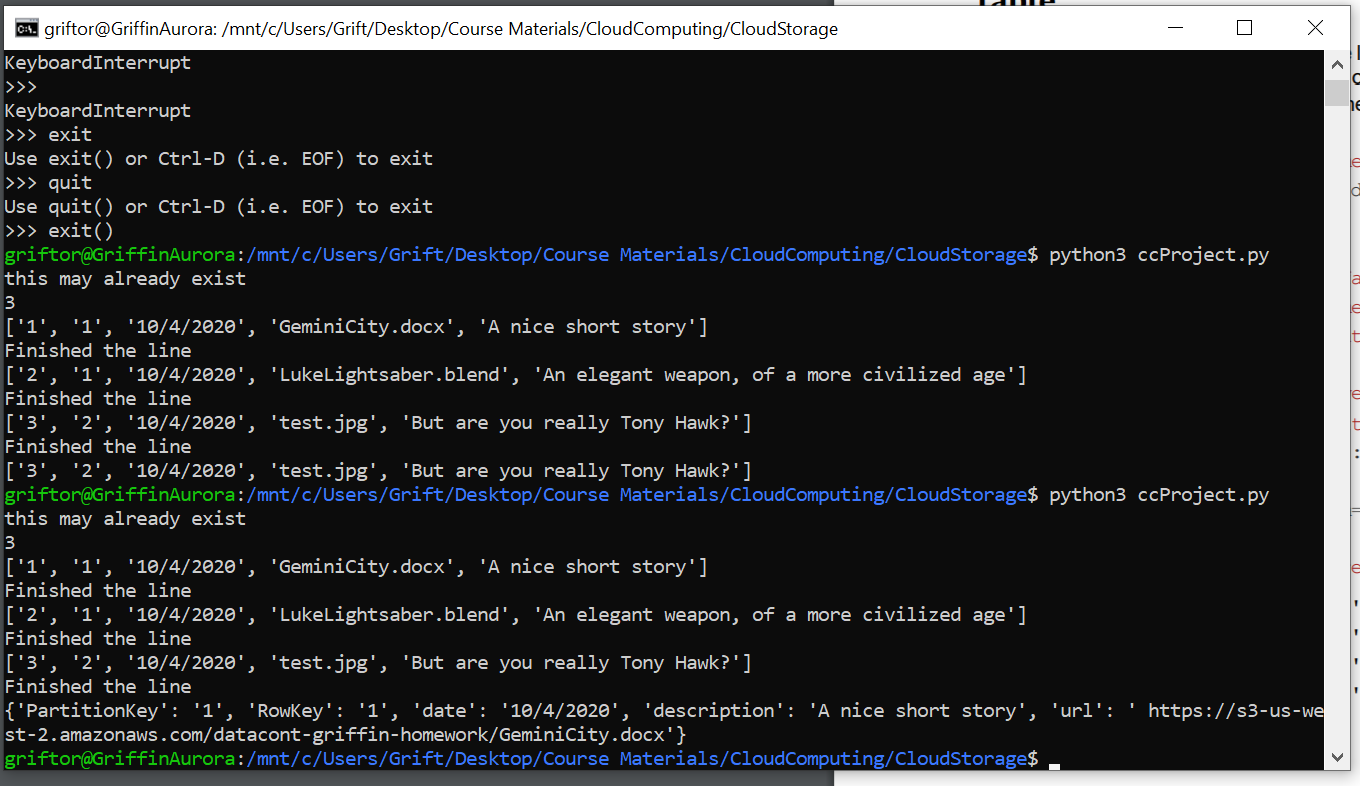 Table
griftor@GriffinAurora: /mnt/c/Users/Grift/Desktop/Course Materials/CloudComputing/CloudStorage
KeyboardInterrupt
>>>
KeyboardInterrupt
>>> exit
Use exit() or Ctrl-D (i.e. EOF) to exit
>>> quit
Use quit() or Ctrl-D (i.e. EOF) to exit
>>> exit()
griftor@GriffinAurora:/mnt/c/Users/Grift/Desktop/Course Materials/CloudComputing/CloudStorage$ python3 ccProject.py
this may already exist
3
['1', '1', '10/4/2020', 'GeminiCity.docx', 'A nice short story']
Finished the line
['2', '1', '10/4/2020', 'LukeLightsaber.blend', 'An elegant weapon, of a more civilized age']
Finished the line
['3', '2', '10/4/2020', 'test.jpg', 'But are you really Tony Hawk?']
Finished the line
['3', '2', '10/4/2020', 'test.jpg', 'But are you really Tony Hawk?']
griftor@GriffinAurora:/mnt/c/Users/Grift/Desktop/Course Materials/CloudComputing/CloudStorage$ python3 ccProject.py
this may already exist
3
['1', '1', '10/4/2020', 'GeminiCity.docx', 'A nice short story']
Finished the line
['2', '1', '10/4/2020', 'LukeLightsaber.blend', 'An elegant weapon, of a more civilized age']
Finished the line
['3', '2', '10/4/2020', 'test.jpg', 'But are you really Tony Hawk?']
Finished the line
{'PartitionKey': '1', 'RowKey': '1', 'date': '10/4/2020', 'description': 'A nice short story', 'url': ' https://s3-us-we
st-2.amazonaws.com/datacont-griffin-homework/GeminiCity.docx'}
griftor@GriffinAurora:/mnt/c/Users/Grift/Desktop/Course Materials/CloudComputing/CloudStorage$